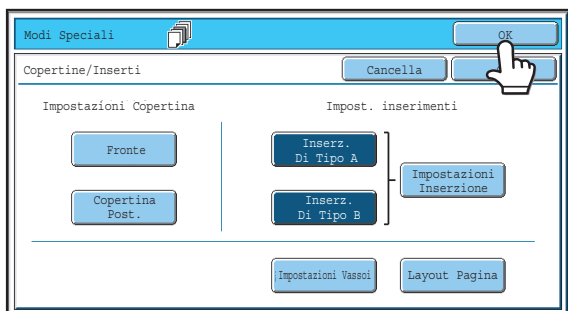 Modi Speciali
OK
Copertine/Inserti
Cancella
Impostazioni Copertina
Impost. inserimenti
Fronte
Inserz.
Di Tipo A
Impostazioni
Inserzione
Copertina
Post.
Inserz.
Di Tipo B
Impostazioni Vassoi
Layout Pagina